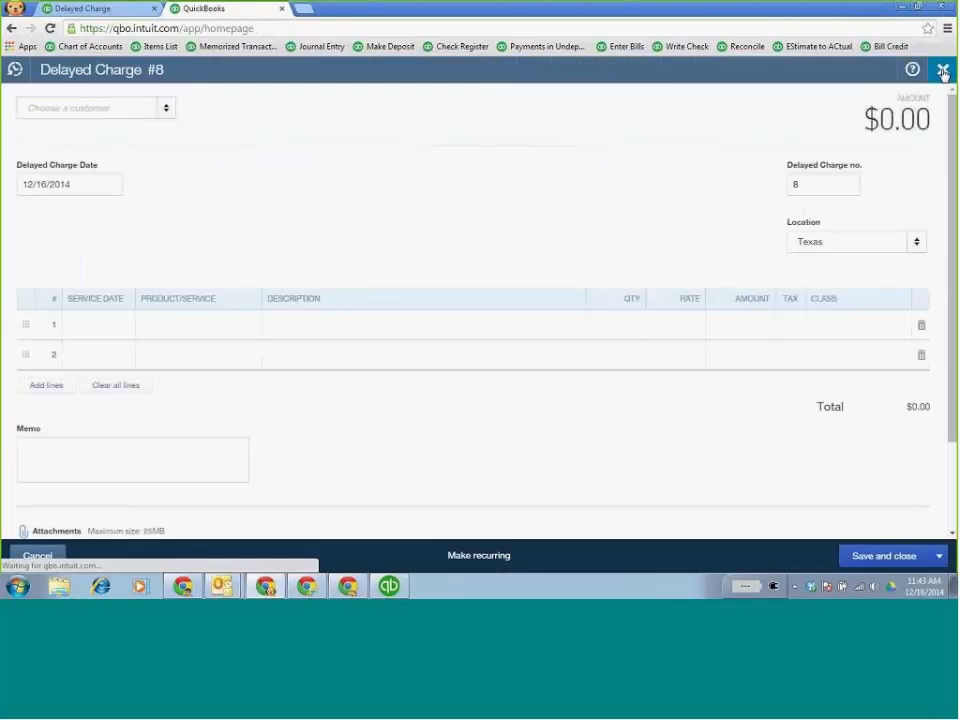 Delayed Charge × QuickBooks ×
https://qbo.intuit.com/app/homepage
Apps Chart of Accounts Items List Memorized Transact... Journal Entry Make Deposit Check Register Payments in Undep... Enter Bills Write Check Reconcile EStimate to ACtual Bill Credit
Delayed Charge #8
Choose a customer
AMOUNT
$0.00
Delayed Charge Date
Delayed Charge no.
12/16/2014
8
Location
Texas
# SERVICE DATE PRODUCT/SERVICE DESCRIPTION QTY RATE AMOUNT TAX CLASS
1
2
Add lines Clear all lines
Total $0.00
Memo
Attachments Maximum size: 25MB
Cancel Make recurring Save and close
Waiting for qbo.intuit.com...
qb
11:43 AM
12/16/2014